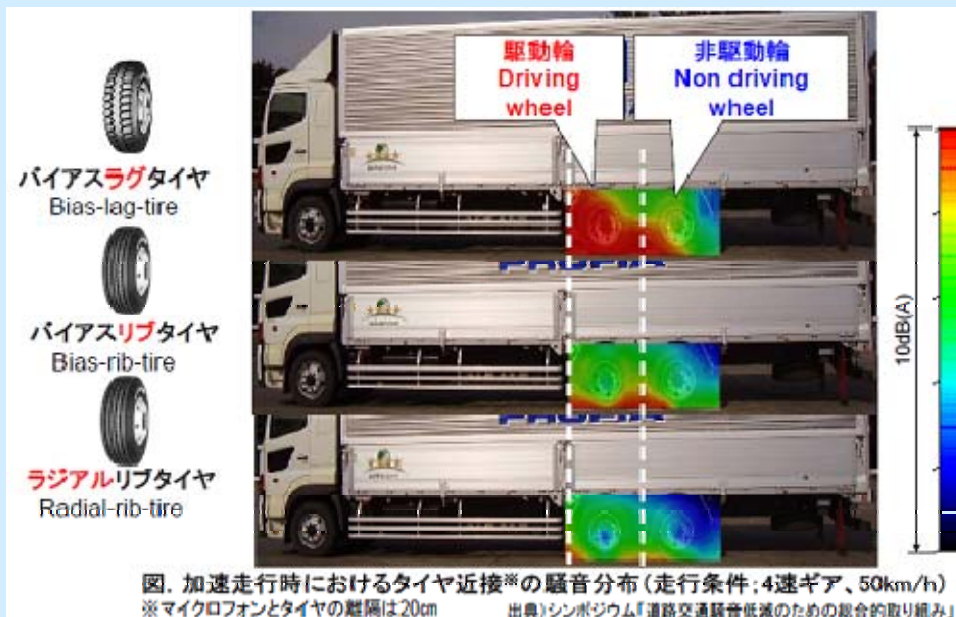 駆動輪
Driving
wheel
非駆動輪
Non driving
wheel
バイアスラグタイヤ
Bias-lag-tire
バイアスリブタイヤ
Bias-rib-tire
ラジアルリブタイヤ
Radial-rib-tire
10dB(A)
図. 加速走行時におけるタイヤ近接※の騒音分布(走行条件;4速ギア、50km/h)
※マイクロフォンとタイヤの離隔は20cm
出典)シンポジウム「道路交通騒音低減のための総合的取り組み」